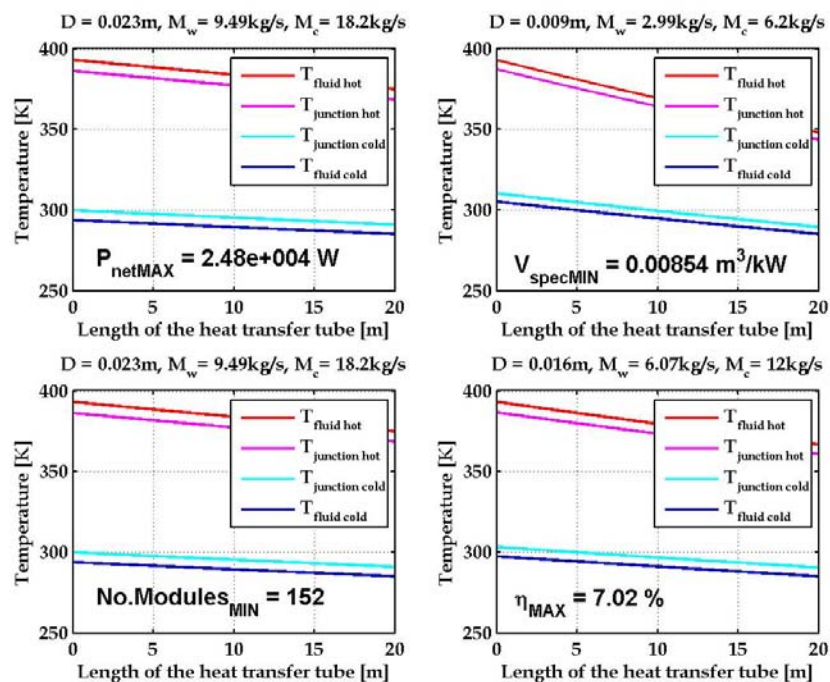 D = 0.023m, M_w = 9.49kg/s, M_c = 18.2kg/s
400
350
300
250
Temperature [K]
T_fluid hot
T_junction hot
T_junction cold
T_fluid cold
P_netMAX = 2.48e+004 W
0 5 10 15 20
Length of the heat transfer tube [m]
D = 0.009m, M_w = 2.99kg/s, M_c = 6.2kg/s
400
350
300
250
Temperature [K]
T_fluid hot
T_junction hot
T_junction cold
T_fluid cold
V_specMIN = 0.00854 m³/kW
0 5 10 15 20
Length of the heat transfer tube [m]
D = 0.023m, M_w = 9.49kg/s, M_c = 18.2kg/s
400
350
300
250
Temperature [K]
T_fluid hot
T_junction hot
T_junction cold
T_fluid cold
No.Modules_MIN = 152
0 5 10 15 20
Length of the heat transfer tube [m]
D = 0.016m, M_w = 6.07kg/s, M_c = 12kg/s
400
350
300
250
Temperature [K]
T_fluid hot
T_junction hot
T_junction cold
T_fluid cold
η_MAX = 7.02 %
0 5 10 15 20
Length of the heat transfer tube [m]